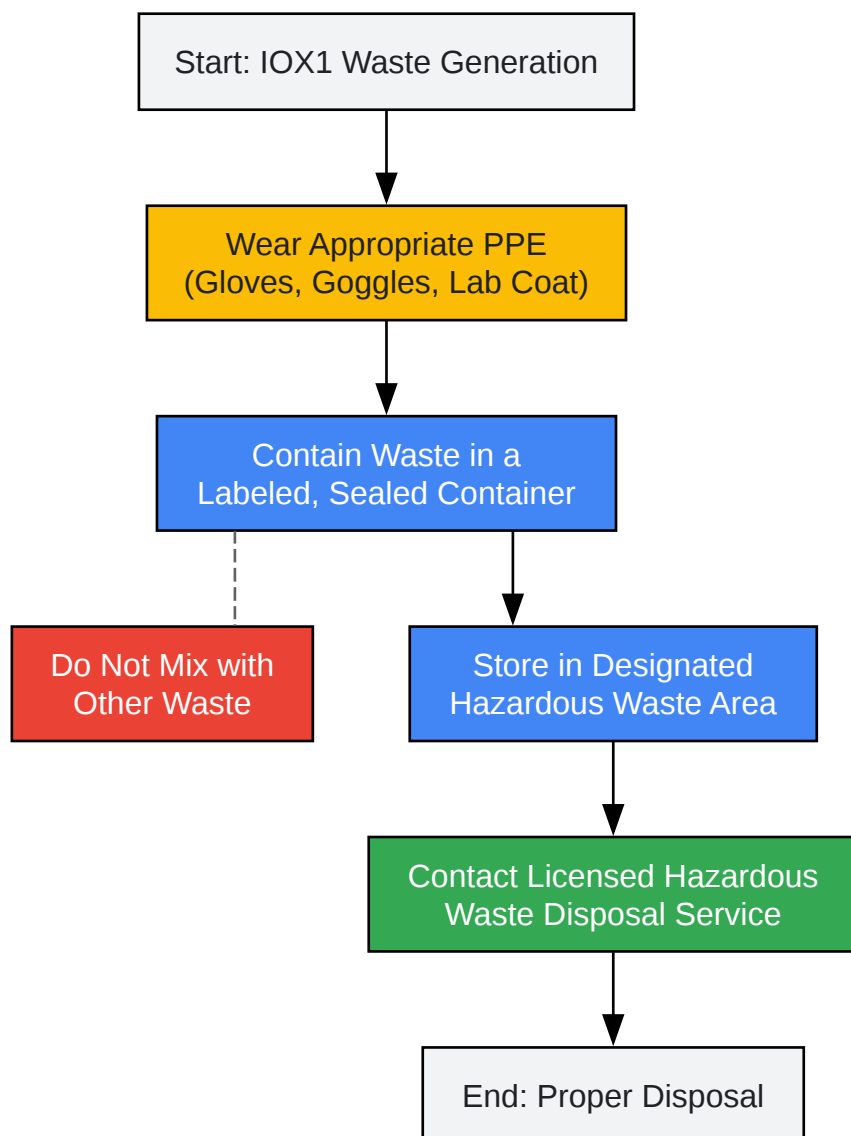 Start: IOX1 Waste Generation
Wear Appropriate PPE
(Gloves, Goggles, Lab Coat)
Contain Waste in a
Labeled, Sealed Container
Do Not Mix with
Other Waste
Store in Designated
Hazardous Waste Area
Contact Licensed Hazardous
Waste Disposal Service
End: Proper Disposal